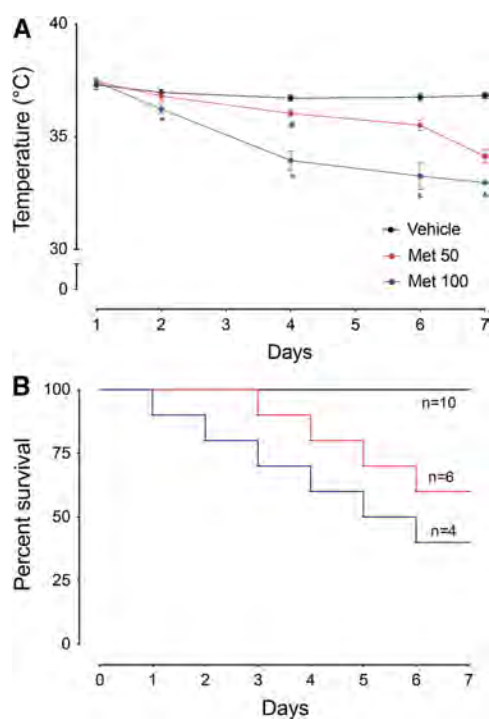 A
40
35
30
0
Temperature (°C)
Vehicle
Met 50
Met 100
1 2 3 4 5 6 7
Days
B
100
75
50
25
0
Percent survival
n=10
n=6
n=4
0 1 2 3 4 5 6 7
Days